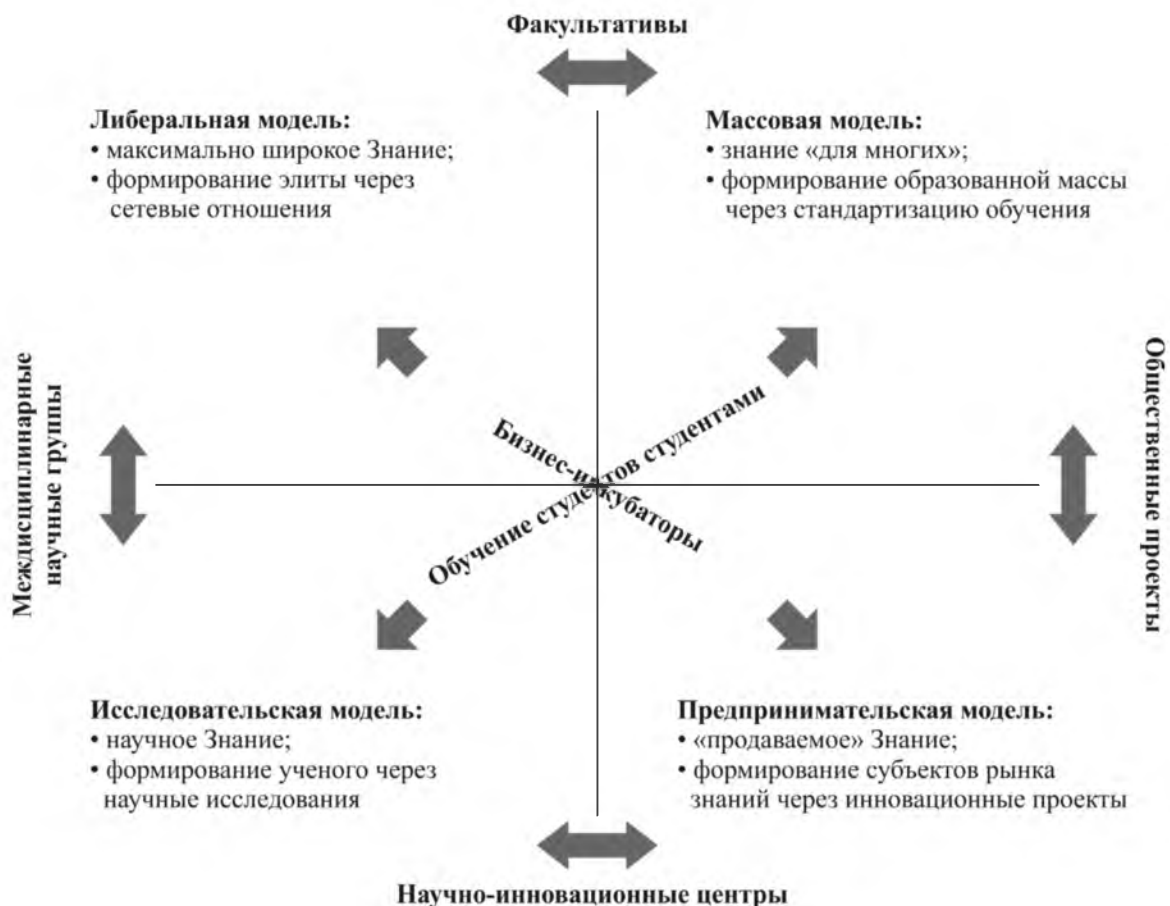 Факультативы
Либеральная модель:
• максимально широкое Знание;
• формирование элиты через
сетевые отношения
Массовая модель:
• знание «для многих»;
• формирование образованной массы
через стандартизацию обучения
Междисциплинарные
научные группы
Бизнес-инкубаторы
Обучение студентов студентами
Общественные проекты
Исследовательская модель:
• научное Знание;
• формирование ученого через
научные исследования
Предпринимательская модель:
• «продаваемое» Знание;
• формирование субъектов рынка
знаний через инновационные проекты
Научно-инновационные центры